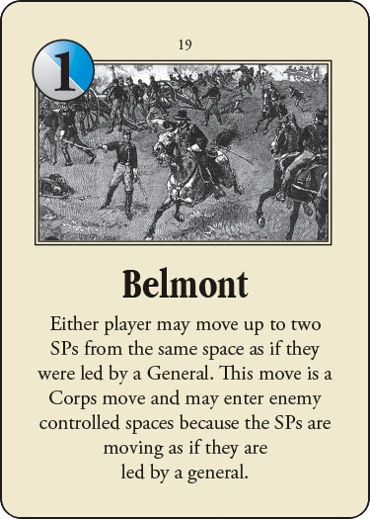 19
1
Belmont
Either player may move up to two
SPs from the same space as if they
were led by a General. This move is a
Corps move and may enter enemy
controlled spaces because the SPs are
moving as if they are
led by a general.